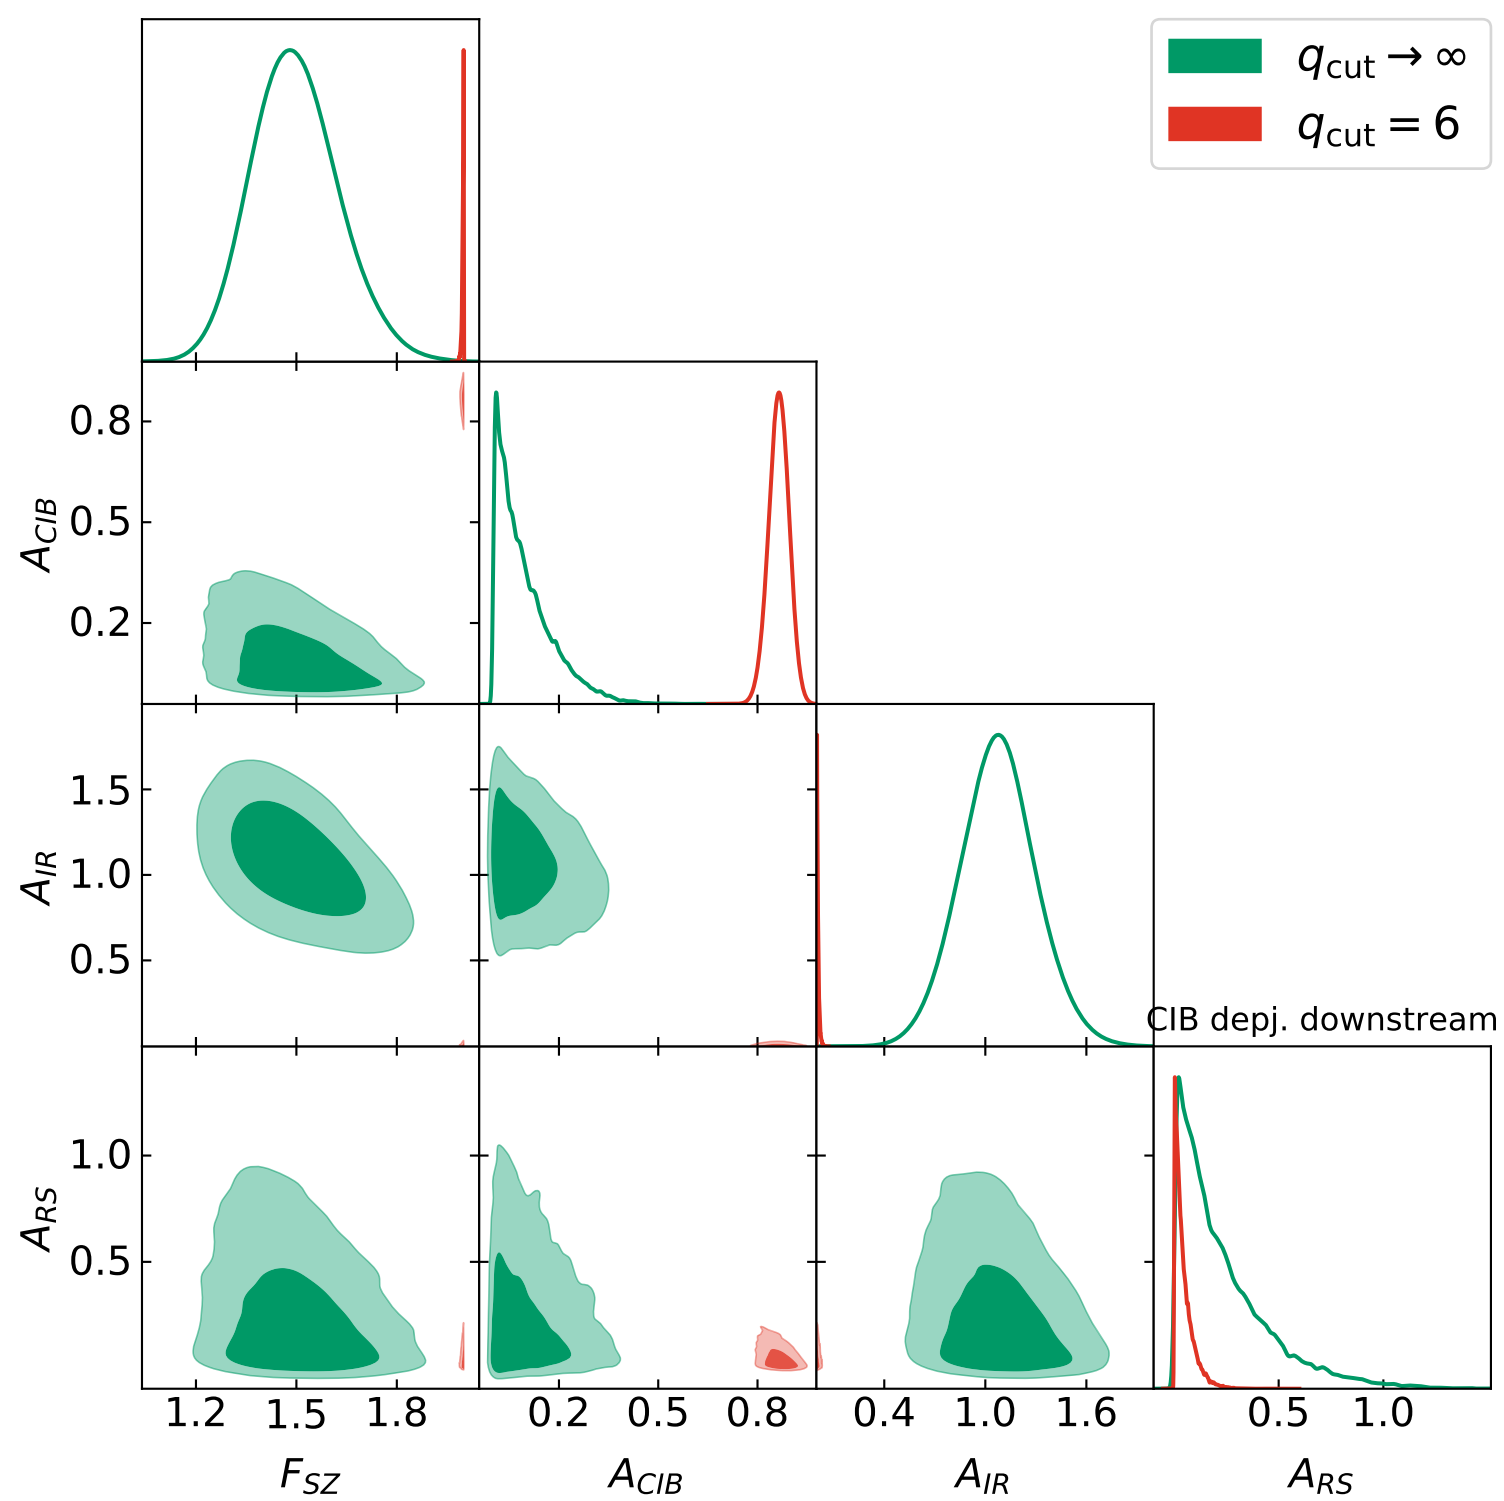 q_cut → ∞
q_cut = 6
0.8
0.5
0.2
A_CIB
1.5
1.0
0.5
A_IR
CIB depj. downstream
1.0
0.5
A_RS
1.2 1.5 1.8 0.2 0.5 0.8 0.4 1.0 1.6 0.5 1.0
F_SZ A_CIB A_IR A_RS